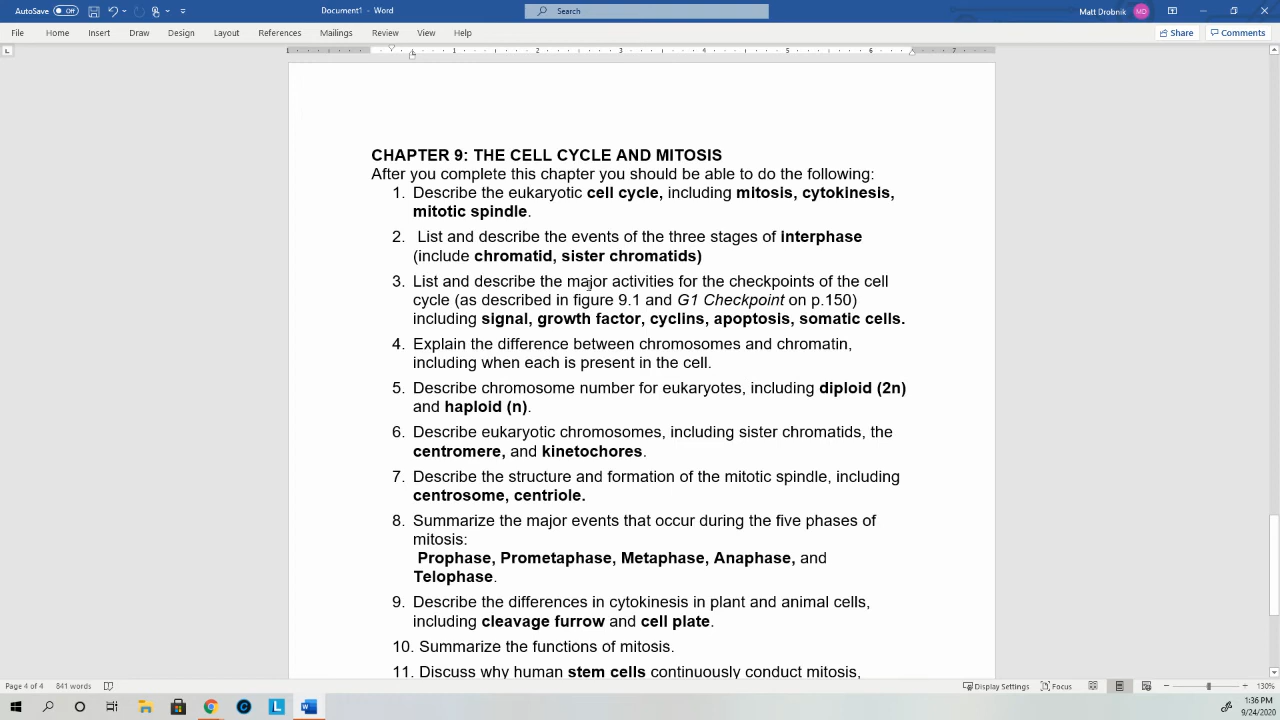 AutoSave Off
Document1 - Word
Search
Matt Drobnik
MD
File Home Insert Draw Design Layout References Mailings Review View Help
Share Comments
1 2 3 4 5 6 7
CHAPTER 9: THE CELL CYCLE AND MITOSIS
After you complete this chapter you should be able to do the following:
1. Describe the eukaryotic cell cycle, including mitosis, cytokinesis,
mitotic spindle.
2. List and describe the events of the three stages of interphase
(include chromatid, sister chromatids)
3. List and describe the major activities for the checkpoints of the cell
cycle (as described in figure 9.1 and G1 Checkpoint on p.150)
including signal, growth factor, cyclins, apoptosis, somatic cells.
4. Explain the difference between chromosomes and chromatin,
including when each is present in the cell.
5. Describe chromosome number for eukaryotes, including diploid (2n)
and haploid (n).
6. Describe eukaryotic chromosomes, including sister chromatids, the
centromere, and kinetochores.
7. Describe the structure and formation of the mitotic spindle, including
centrosome, centriole.
8. Summarize the major events that occur during the five phases of
mitosis:
Prophase, Prometaphase, Metaphase, Anaphase, and
Telophase.
9. Describe the differences in cytokinesis in plant and animal cells,
including cleavage furrow and cell plate.
10. Summarize the functions of mitosis.
11. Discuss why human stem cells continuously conduct mitosis,
Page 4 of 4 841 words
Display Settings Focus
130%
1:36 PM
9/24/2020